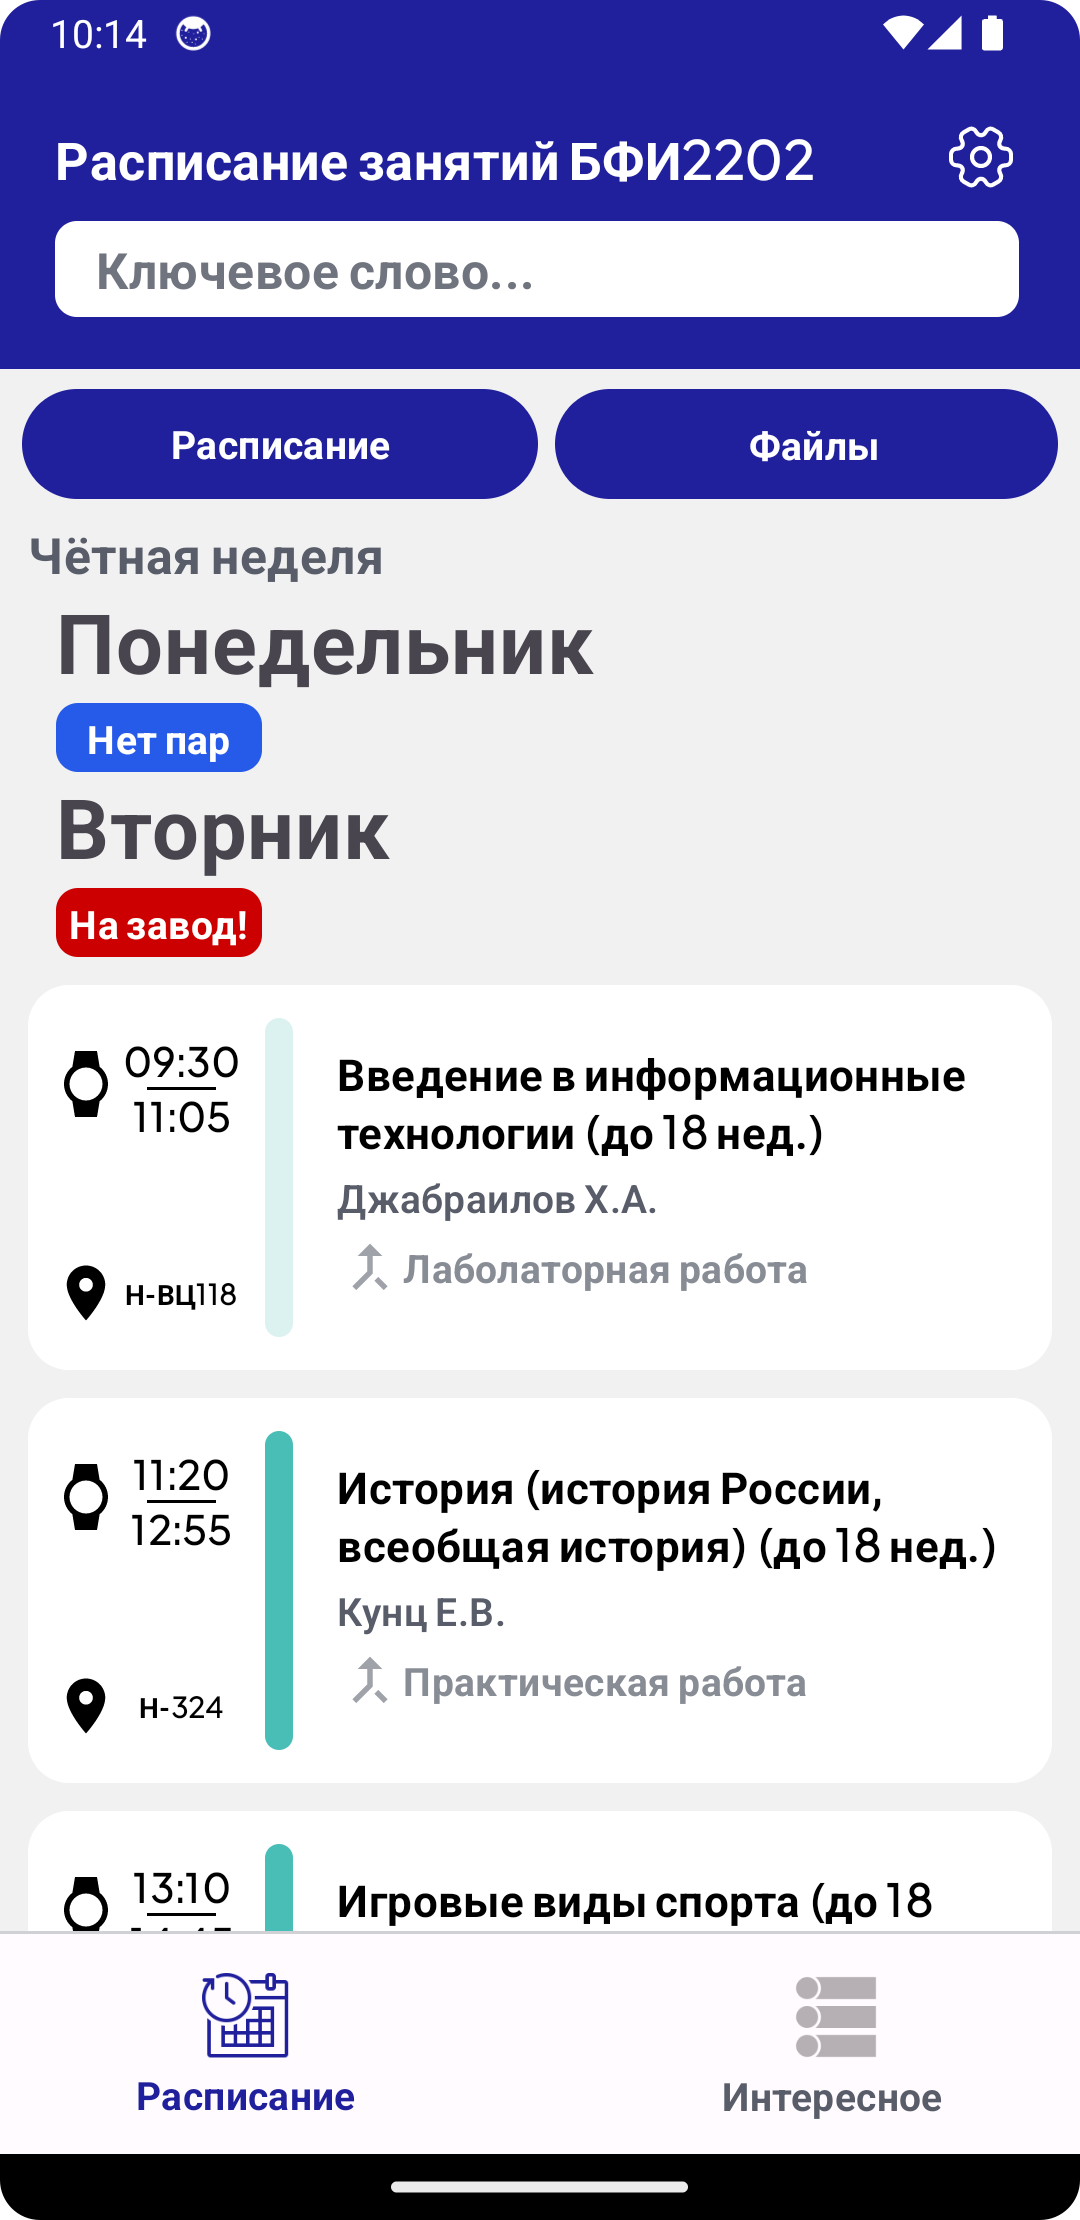 10:14
Расписание занятий БФИ2202
Ключевое слово...
Расписание
Файлы
Чётная неделя
Понедельник
Нет пар
Вторник
На завод!
09:30
11:05
Введение в информационные
технологии (до 18 нед.)
Джабраилов Х.А.
Лаболаторная работа
Н-ВЦ118
11:20
12:55
История (история России,
всеобщая история) (до 18 нед.)
Кунц Е.В.
Практическая работа
Н-324
13:10
Игровые виды спорта (до 18
Расписание
Интересное